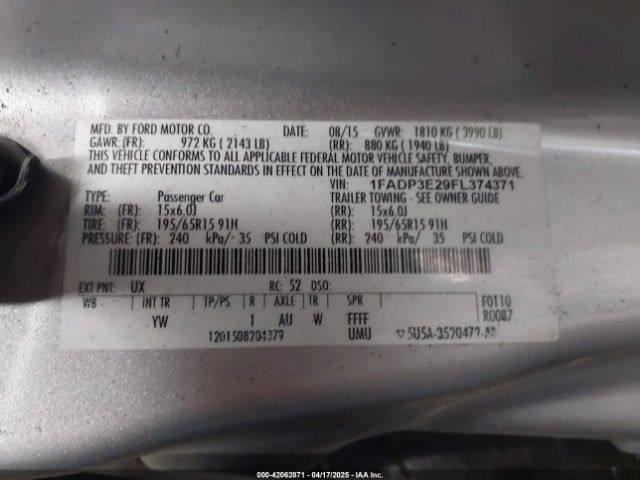 MFD. BY FORD MOTOR CO. DATE: 08/15 GVWR: 1810 KG ( 3990 LB)
GAWR: (FR): 972 KG ( 2143 LB) (RR): 880 KG ( 1940 LB)
THIS VEHICLE CONFORMS TO ALL APPLICABLE FEDERAL MOTOR VEHICLE SAFETY, BUMPER,
AND THEFT PREVENTION STANDARDS IN EFFECT ON THE DATE OF MANUFACTURE SHOWN ABOVE.
VIN: 1FADP3E29FL374371
TYPE: Passenger Car TRAILER TOWING - SEE OWNER GUIDE
RIM: (FR): 15x6.0J (RR): 15x6.0J
TIRE: (FR): 195/65R15 91H (RR): 195/65R15 91H
PRESSURE: (FR): 240 kPa/- 35 PSI COLD (RR): 240 kPa/- 35 PSI COLD
EXT PNT: UX RC: 52 DSO:
WB INT TR TP/PS R AXLE TR SPR F0110
YW I AU W FFFF R0087
1201508204379 UMU
000-42062871 - 04/17/2025 - IAA Inc.